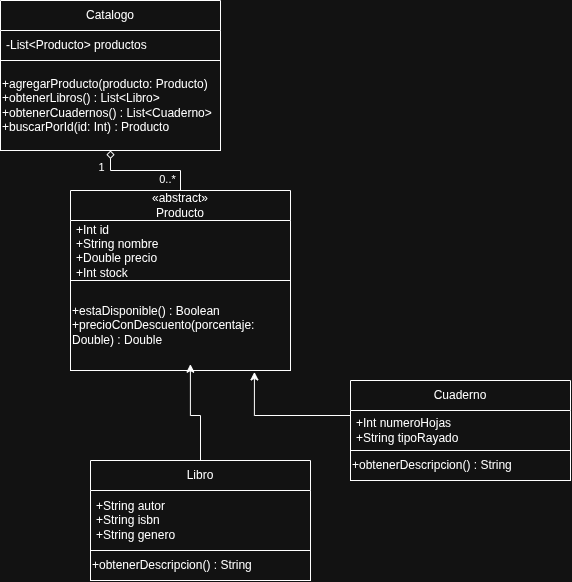 Catalogo
-List<Producto> productos
+agregarProducto(producto: Producto)
+obtenerLibros() : List<Libro>
+obtenerCuadernos() : List<Cuaderno>
+buscarPorId(id: Int) : Producto
1
0..*
«abstract»
Producto
+Int id
+String nombre
+Double precio
+Int stock
+estaDisponible() : Boolean
+precioConDescuento(porcentaje:
Double) : Double
Cuaderno
+Int numeroHojas
+String tipoRayado
+obtenerDescripcion() : String
Libro
+String autor
+String isbn
+String genero
+obtenerDescripcion() : String